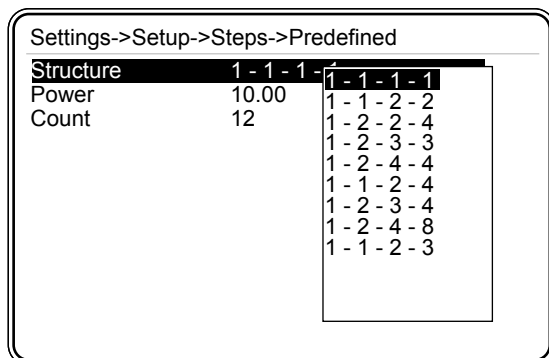 Settings->Setup->Steps->Predefined
Structure 1 - 1 - 1 - 1
Power 10.00
Count 12
1 - 1 - 1 - 1
1 - 1 - 2 - 2
1 - 2 - 2 - 4
1 - 2 - 3 - 3
1 - 2 - 4 - 4
1 - 1 - 2 - 4
1 - 2 - 3 - 4
1 - 2 - 4 - 8
1 - 1 - 2 - 3